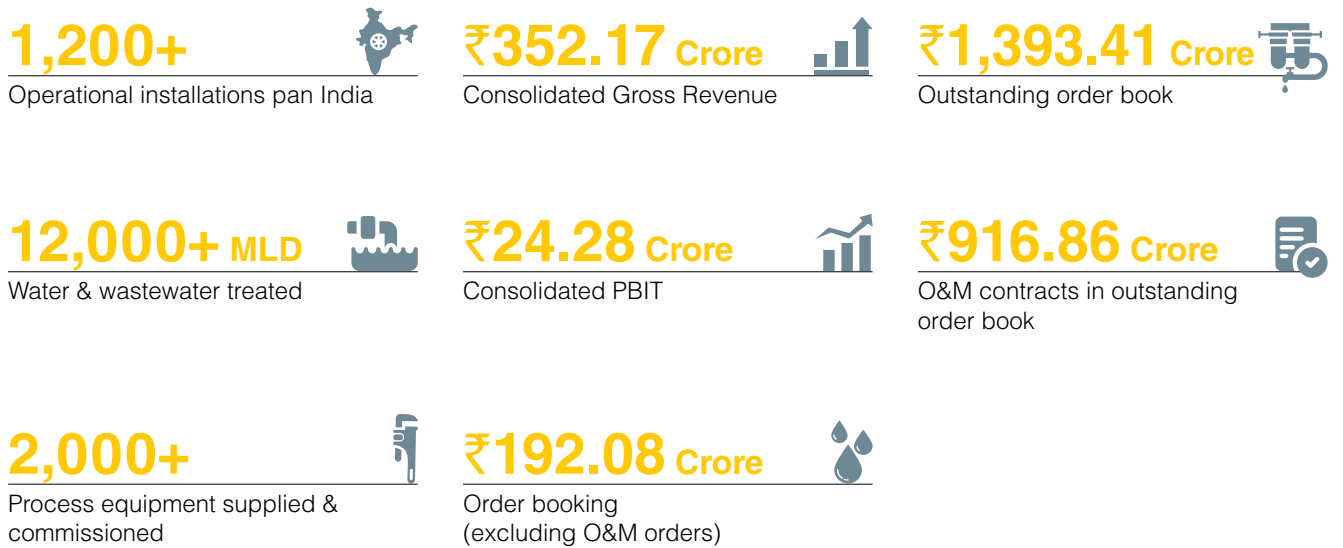 1,200+
Operational installations pan India
₹352.17 Crore
Consolidated Gross Revenue
₹1,393.41 Crore
Outstanding order book
12,000+ MLD
Water & wastewater treated
₹24.28 Crore
Consolidated PBIT
₹916.86 Crore
O&M contracts in outstanding
order book
2,000+
Process equipment supplied &
commissioned
₹192.08 Crore
Order booking
(excluding O&M orders)